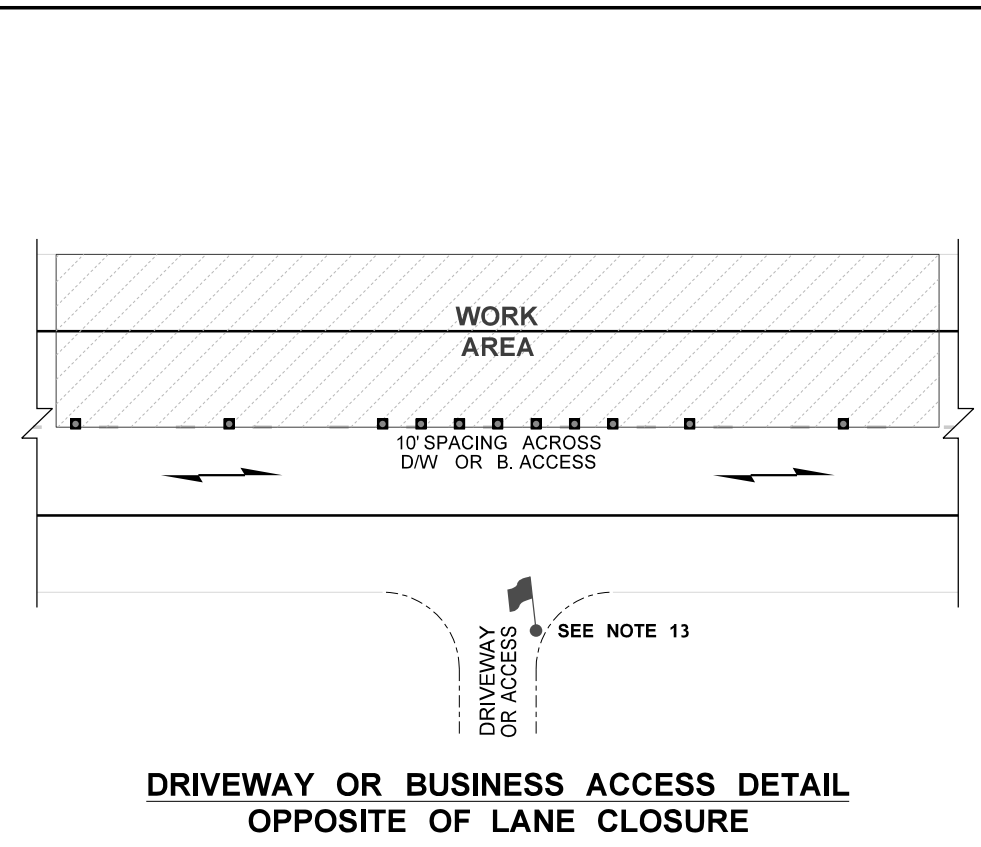 WORK
AREA
10' SPACING ACROSS
D/W OR B. ACCESS
DRIVEWAY
OR ACCESS
SEE NOTE 13
DRIVEWAY OR BUSINESS ACCESS DETAIL
OPPOSITE OF LANE CLOSURE